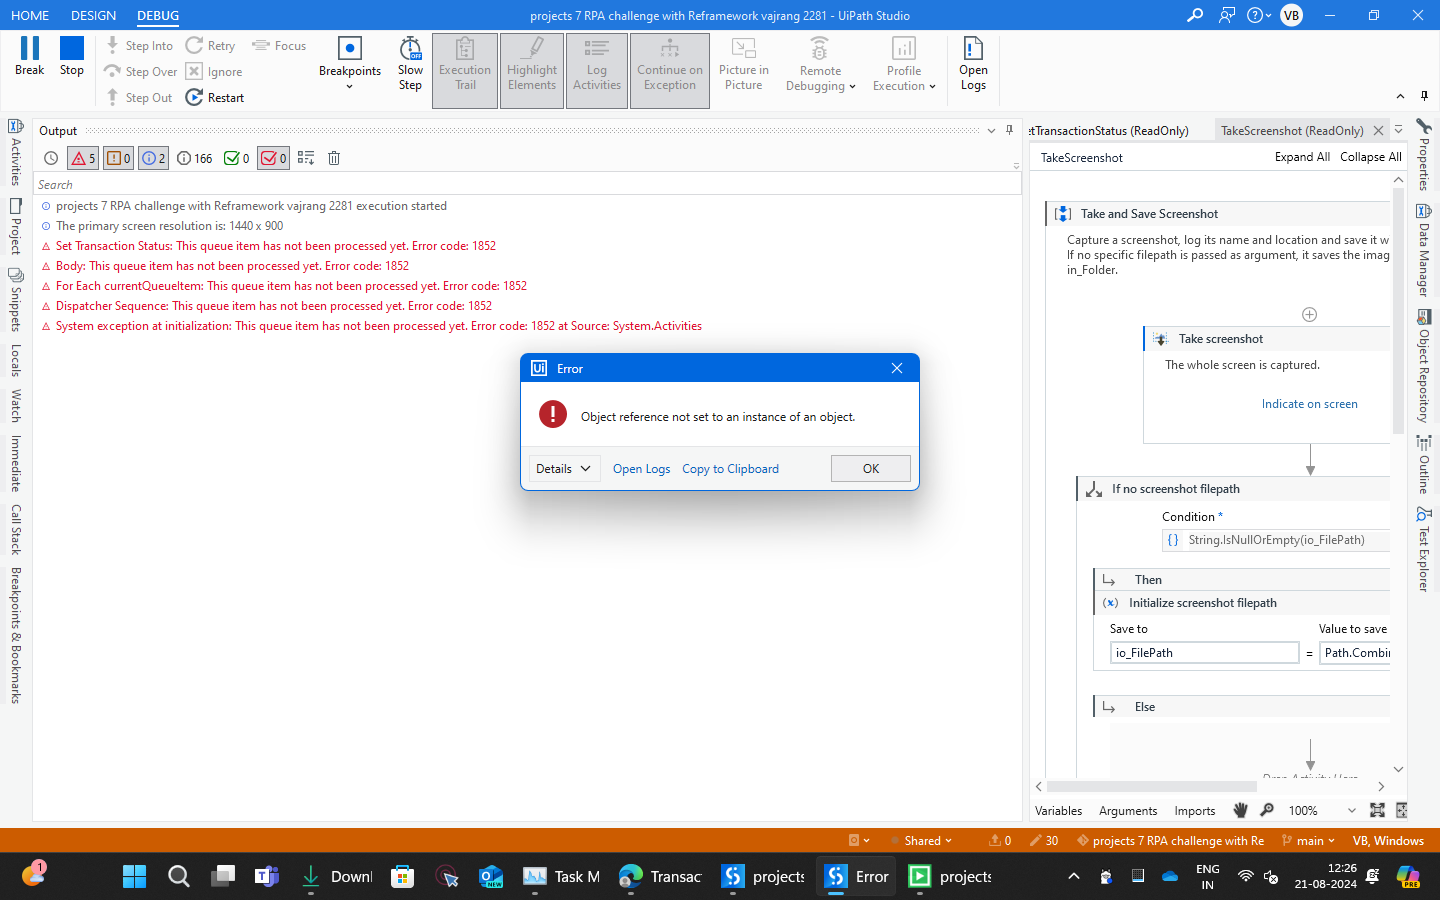 HOME DESIGN DEBUG
projects 7 RPA challenge with Reframework vajrang 2281 - UiPath Studio
VB
Break
Stop
Step Into
Step Over
Step Out
Retry
Ignore
Restart
Focus
Breakpoints
Slow
Step
OFF
Execution
Trail
Highlight
Elements
Log
Activities
Continue on
Exception
Picture in
Picture
Remote
Debugging
Profile
Execution
Open
Logs
Output
5
0
2
166
0
0
Search
projects 7 RPA challenge with Reframework vajrang 2281 execution started
The primary screen resolution is: 1440 x 900
Set Transaction Status: This queue item has not been processed yet. Error code: 1852
Body: This queue item has not been processed yet. Error code: 1852
For Each currentQueueItem: This queue item has not been processed yet. Error code: 1852
Dispatcher Sequence: This queue item has not been processed yet. Error code: 1852
System exception at initialization: This queue item has not been processed yet. Error code: 1852 at Source: System.Activities
Activities
Project
Snippets
Locals
Watch
Immediate
Call Stack
Breakpoints & Bookmarks
Ui Error
Object reference not set to an instance of an object.
Details
Open Logs
Copy to Clipboard
OK
etTransactionStatus (ReadOnly)
TakeScreenshot (ReadOnly)
TakeScreenshot
Expand All
Collapse All
Take and Save Screenshot
Capture a screenshot, log its name and location and save it w
If no specific filepath is passed as argument, it saves the imag
in_Folder.
Take screenshot
The whole screen is captured.
Indicate on screen
If no screenshot filepath
Condition *
{} String.IsNullOrEmpty(io_FilePath)
Then
(x) Initialize screenshot filepath
Save to
Value to save
io_FilePath
=
Path.Combin
Else
Drop Activity Here
Variables
Arguments
Imports
100%
Properties
Data Manager
Object Repository
Outline
Test Explorer
Shared
0
30
projects 7 RPA challenge with Re
main
VB, Windows
1
Downl
NEW
Task M
Transac
projects
Error
projects
ENG
IN
12:26
21-08-2024
PRE